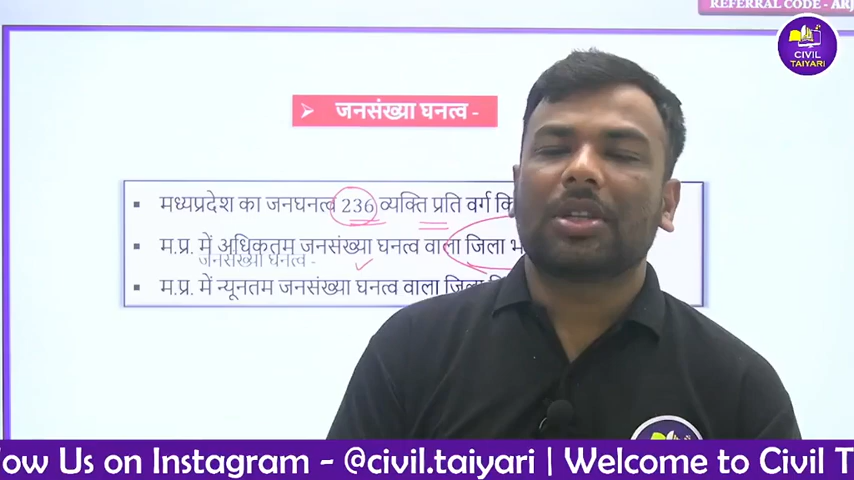 REFERRAL CODE - ARJ
CIVIL
TAIYARI
जनसंख्या घनत्व -
मध्यप्रदेश का जनघनत्व 236 व्यक्ति प्रति वर्ग
म.प्र. में अधिकतम जनसंख्या घनत्व वाला जिला
जनसंख्या घनत्व -
म.प्र. में न्यूनतम जनसंख्या घनत्व वाला जिला
ow Us on Instagram - @civil.taiyari | Welcome to Civil T